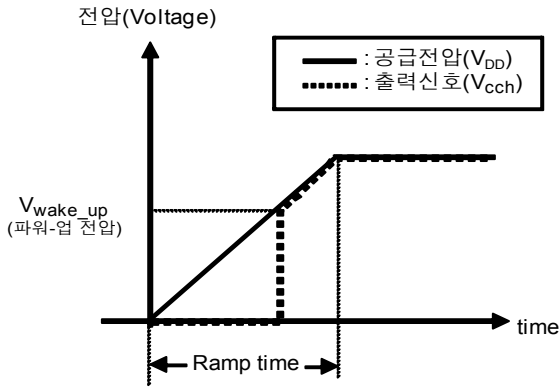 전압(Voltage)
: 공급전압(VDD)
: 출력신호(Vcch)
Vwake_up
(파워-업 전압)
time
Ramp time